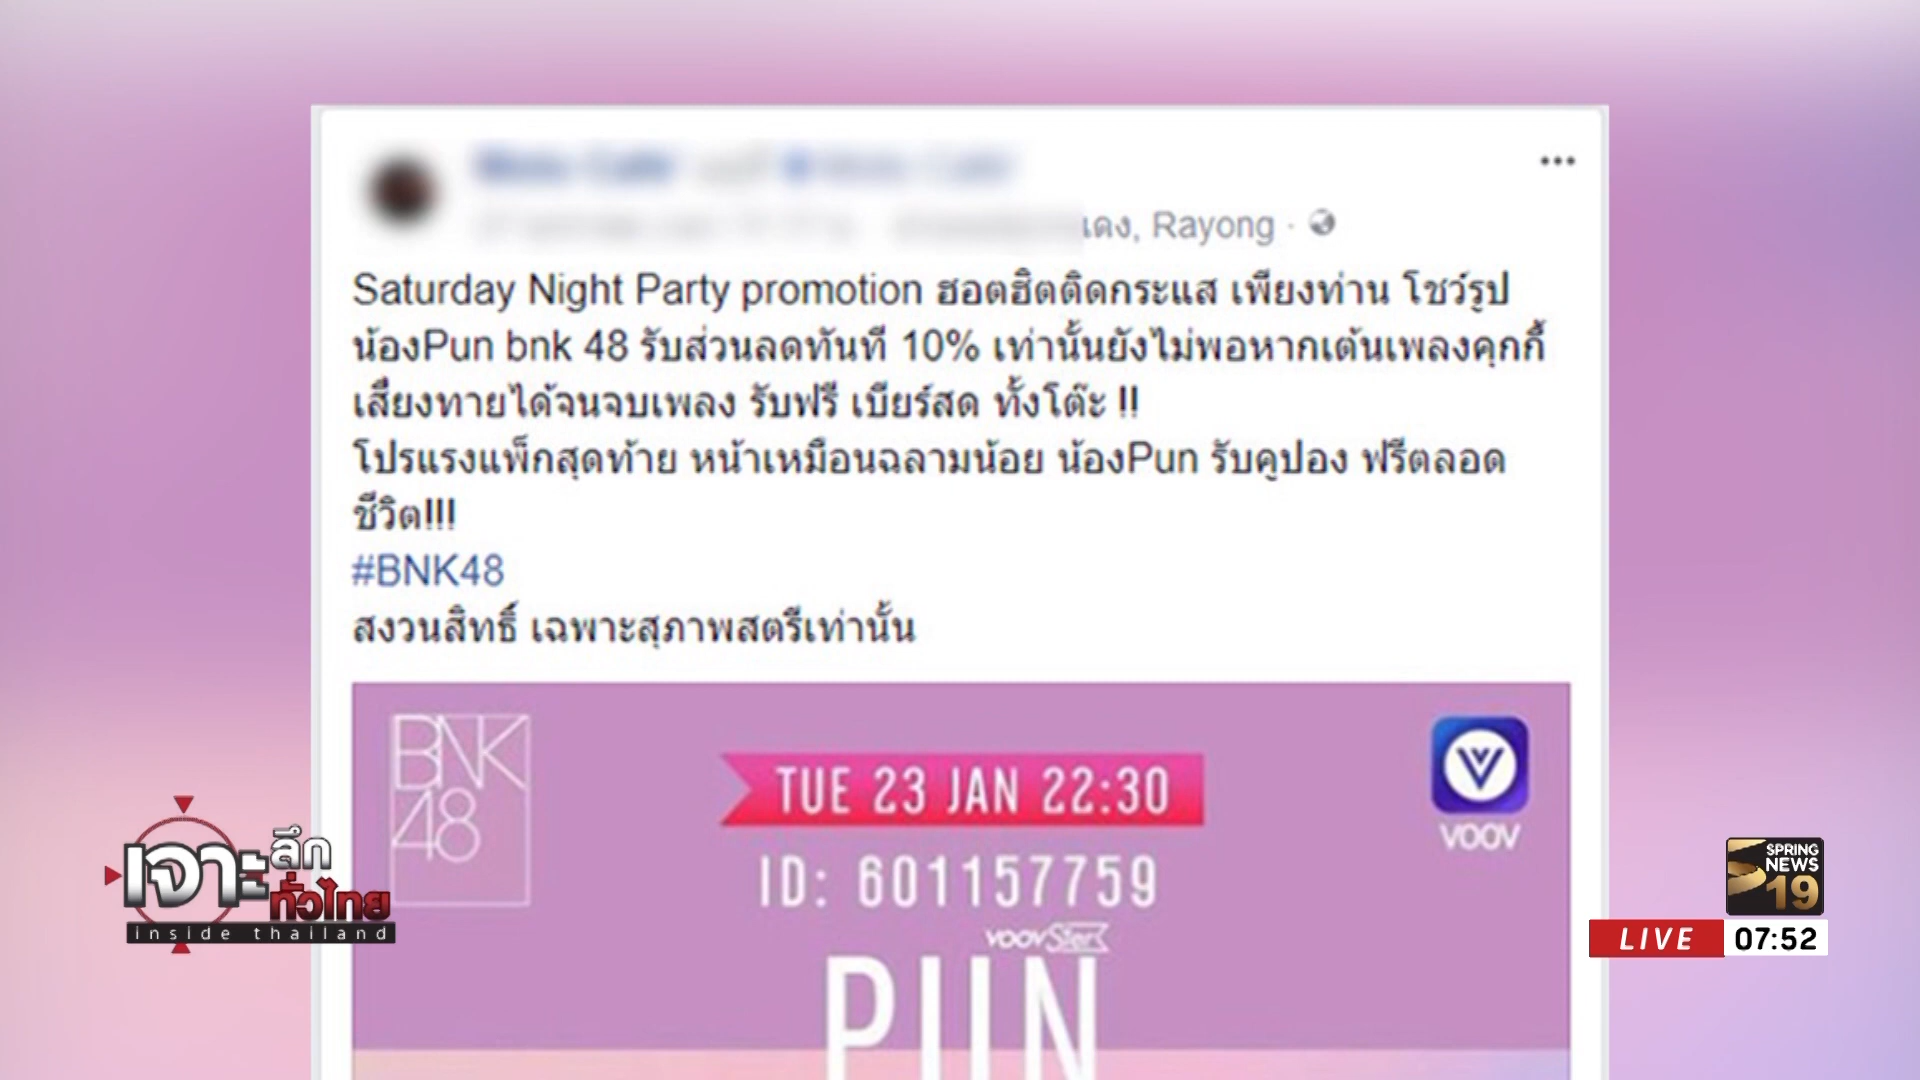 แดง, Rayong ·
Saturday Night Party promotion ฮอตฮิตติดกระแส เพียงท่าน โชว์รูป
น้องPun bnk 48 รับส่วนลดทันที 10% เท่านั้นยังไม่พอหากเต้นเพลงคุกกี้
เสี่ยงทายได้จนจบเพลง รับฟรี เบียร์สด ทั้งโต๊ะ !!
โปรแรงแพ็กสุดท้าย หน้าเหมือนฉลามน้อย น้องPun รับคูปอง ฟรีตลอด
ชีวิต!!!
#BNK48
สงวนสิทธิ์ เฉพาะสุภาพสตรีเท่านั้น
BNK
48
TUE 23 JAN 22:30
ID: 601157759
VOOV
VOOVSter
PUN
เจาะลึก
ทั่วไทย
inside thailand
SPRING
NEWS
19
LIVE 07:52